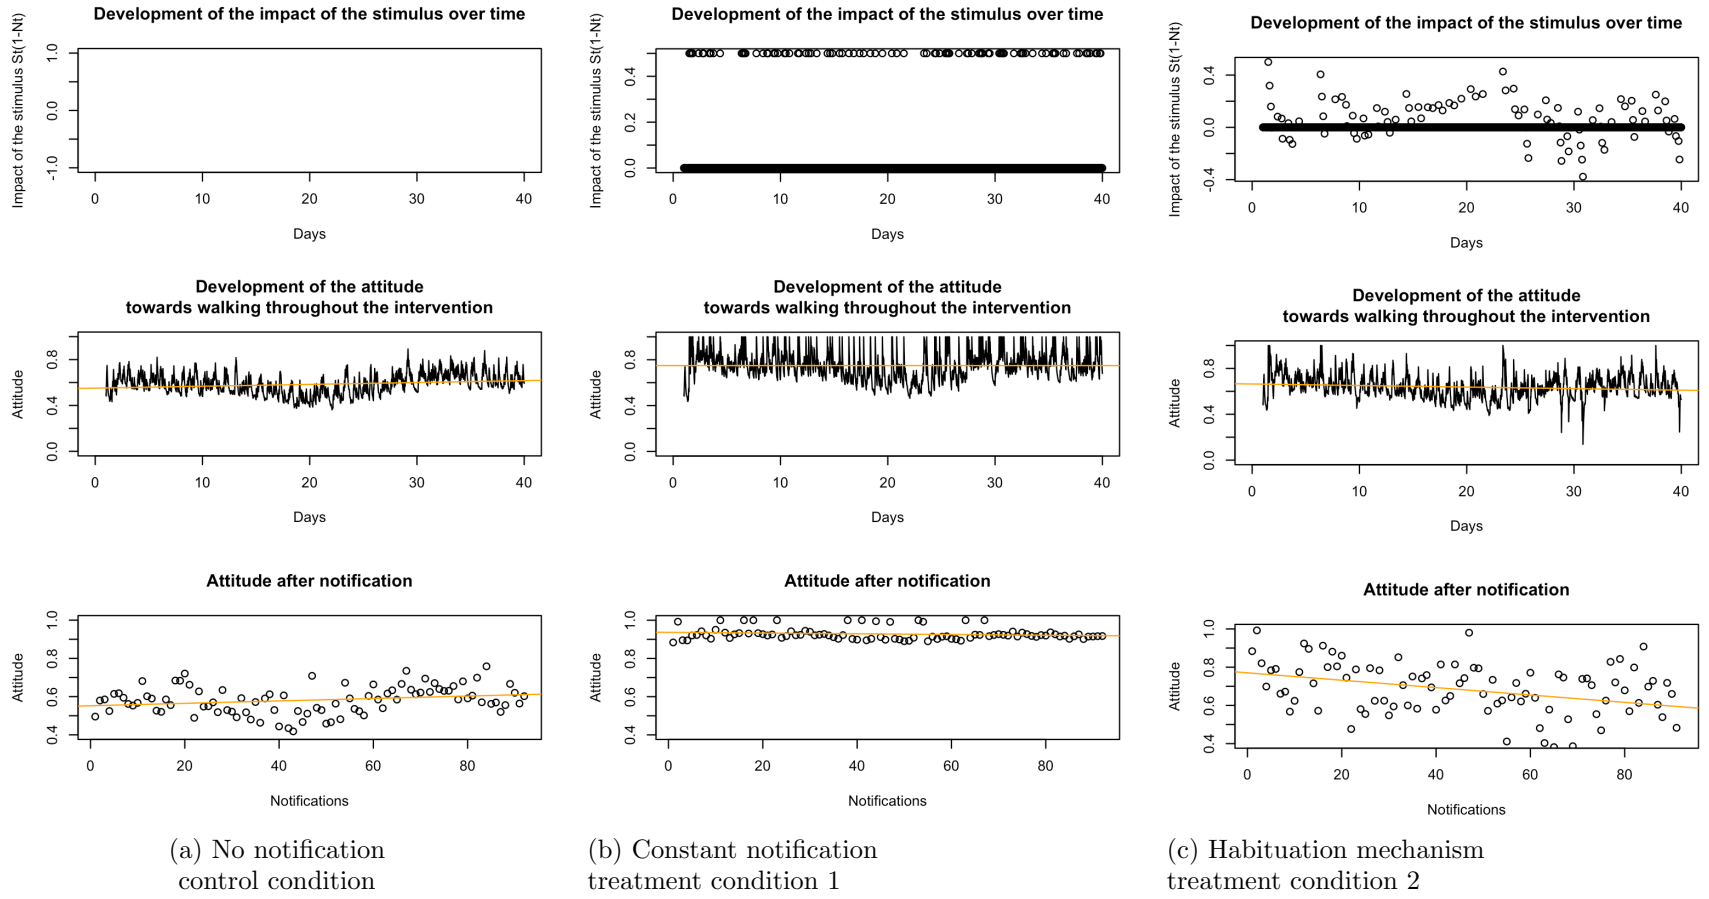 Development of the impact of the stimulus over time
Impact of the stimulus St(1-Nt)
1.0
0.0
-1.0
0 10 20 30 40
Days
Development of the attitude
towards walking throughout the intervention
Attitude
0.8
0.4
0.0
0 10 20 30 40
Days
Attitude after notification
Attitude
1.0
0.8
0.6
0.4
0 20 40 60 80
Notifications
(a) No notification
control condition
Development of the impact of the stimulus over time
Impact of the stimulus St(1-Nt)
0.4
0.2
0.0
0 10 20 30 40
Days
Development of the attitude
towards walking throughout the intervention
Attitude
0.8
0.4
0.0
0 10 20 30 40
Days
Attitude after notification
Attitude
1.0
0.8
0.6
0.4
0 20 40 60 80
Notifications
(b) Constant notification
treatment condition 1
Development of the impact of the stimulus over time
Impact of the stimulus St(1-Nt)
0.4
0.0
-0.4
0 10 20 30 40
Days
Development of the attitude
towards walking throughout the intervention
Attitude
0.8
0.4
0.0
0 10 20 30 40
Days
Attitude after notification
Attitude
1.0
0.8
0.6
0.4
0 20 40 60 80
Notifications
(c) Habituation mechanism
treatment condition 2